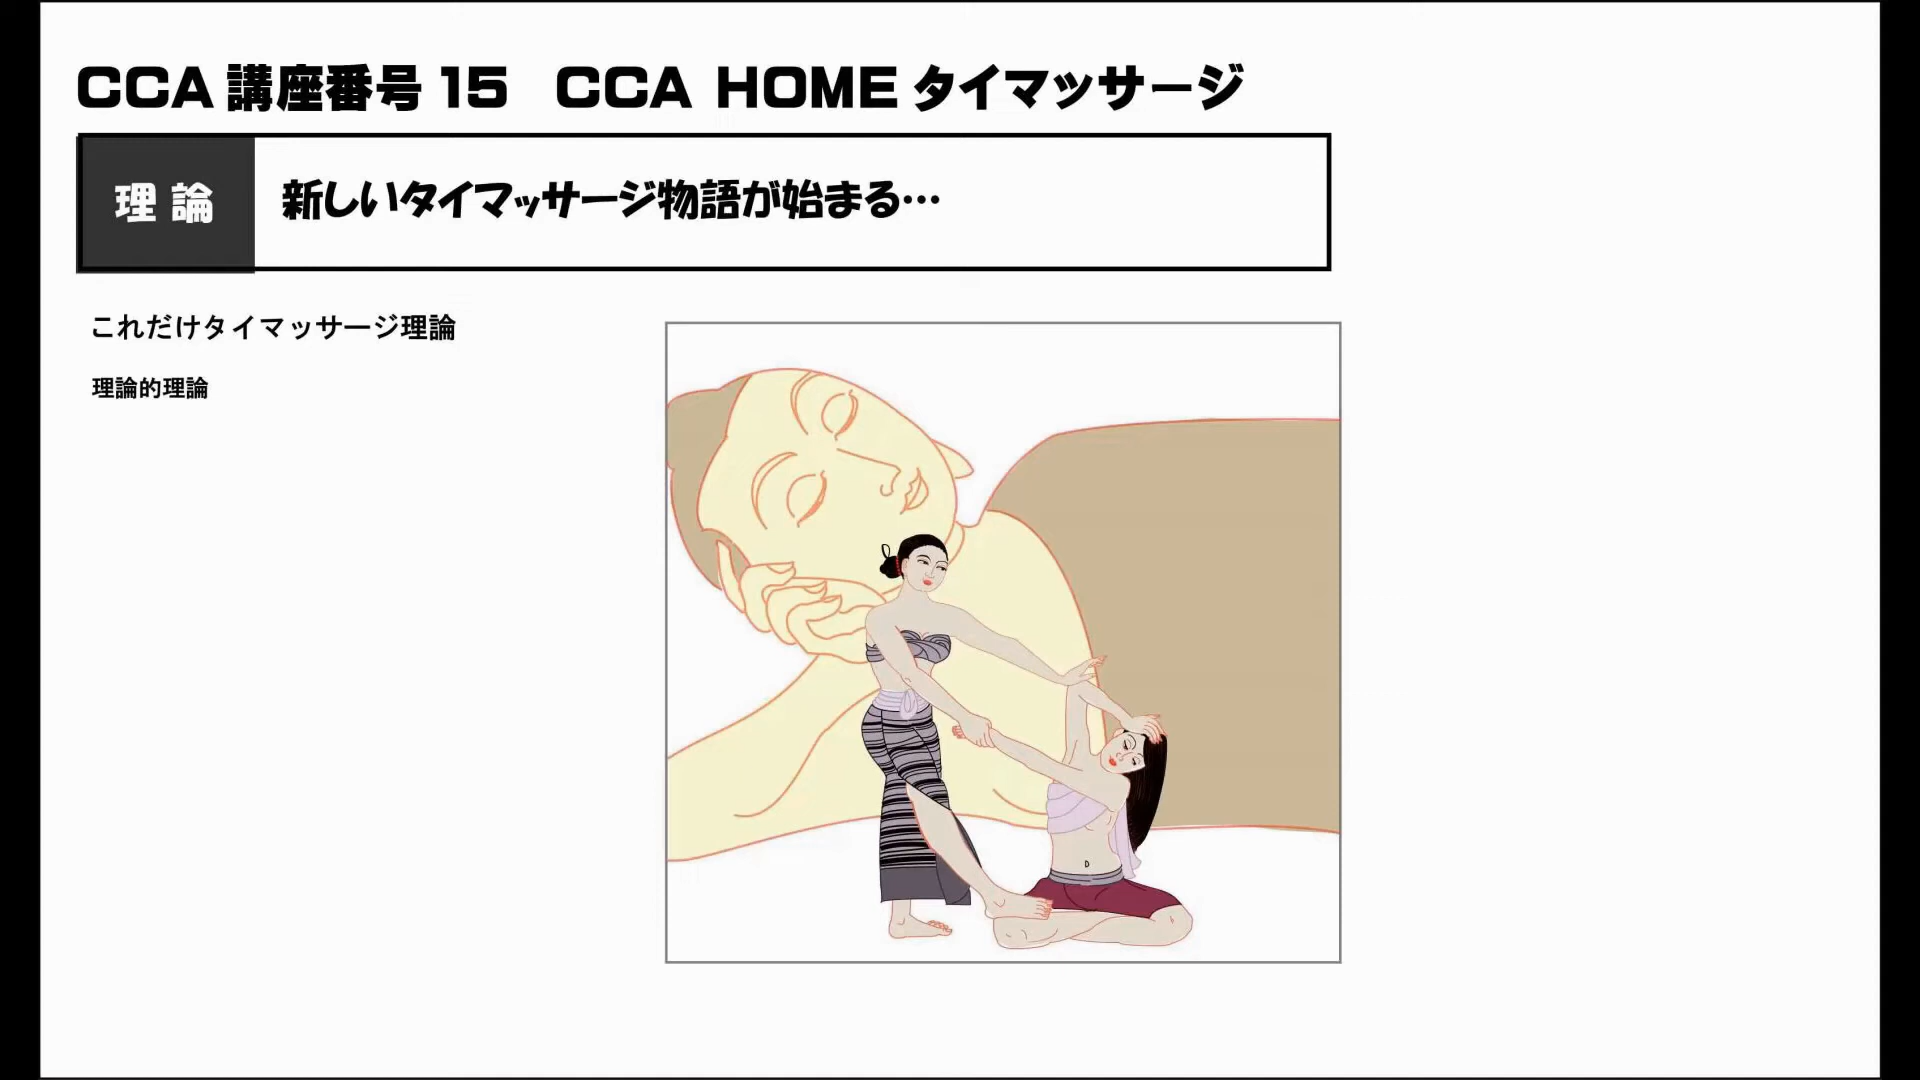 CCA 講座番号 15　CCA HOME タイマッサージ
理 論
新しいタイマッサージ物語が始まる…
これだけタイマッサージ理論
理論的理論